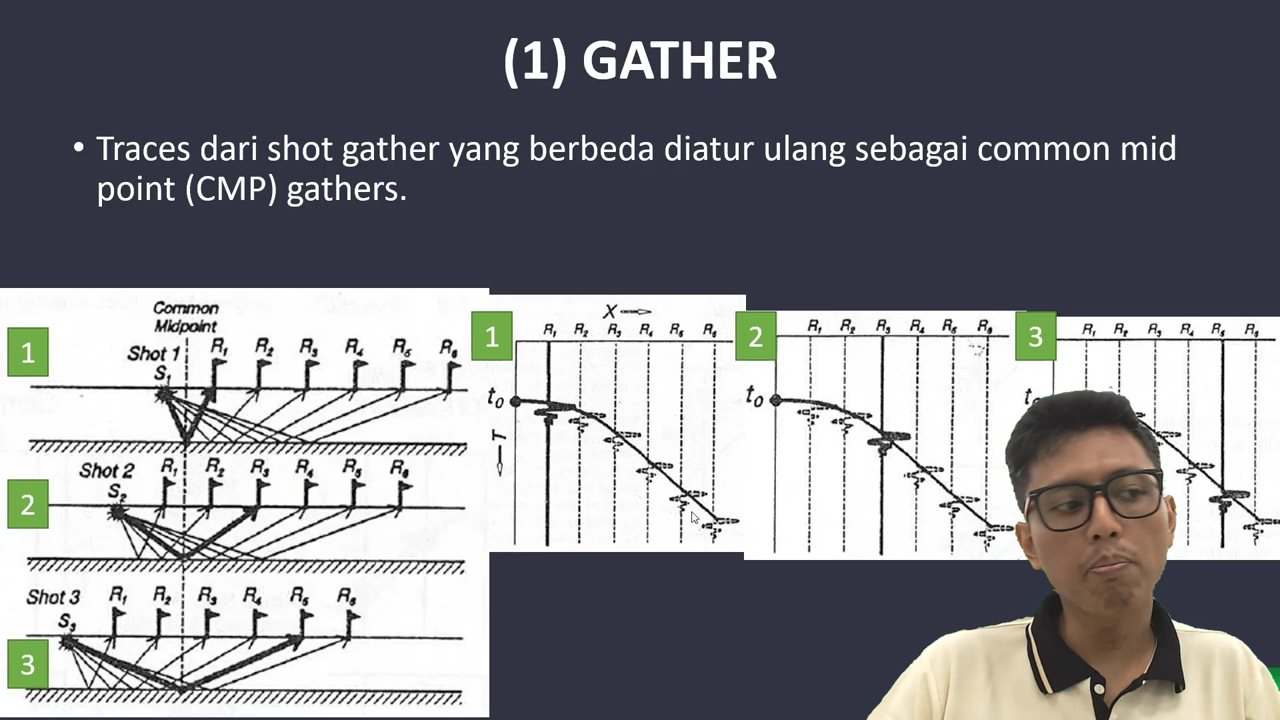 (1) GATHER
• Traces dari shot gather yang berbeda diatur ulang sebagai common mid
point (CMP) gathers.
Common
Midpoint
1
Shot 1
S₁
R₁ R₂ R₃ R₄ R₅ R₆
2
Shot 2
S₂
R₁ R₂ R₃ R₄ R₅ R₆
3
Shot 3
S₃
R₁ R₂ R₃ R₄ R₅ R₆
1
X
R₁ R₂ R₃ R₄ R₅ R₆
t₀
T
2
R₁ R₂ R₃ R₄ R₅ R₆
t₀
3
R₁ R₂ R₃ R₄ R₅ R₆
t₀